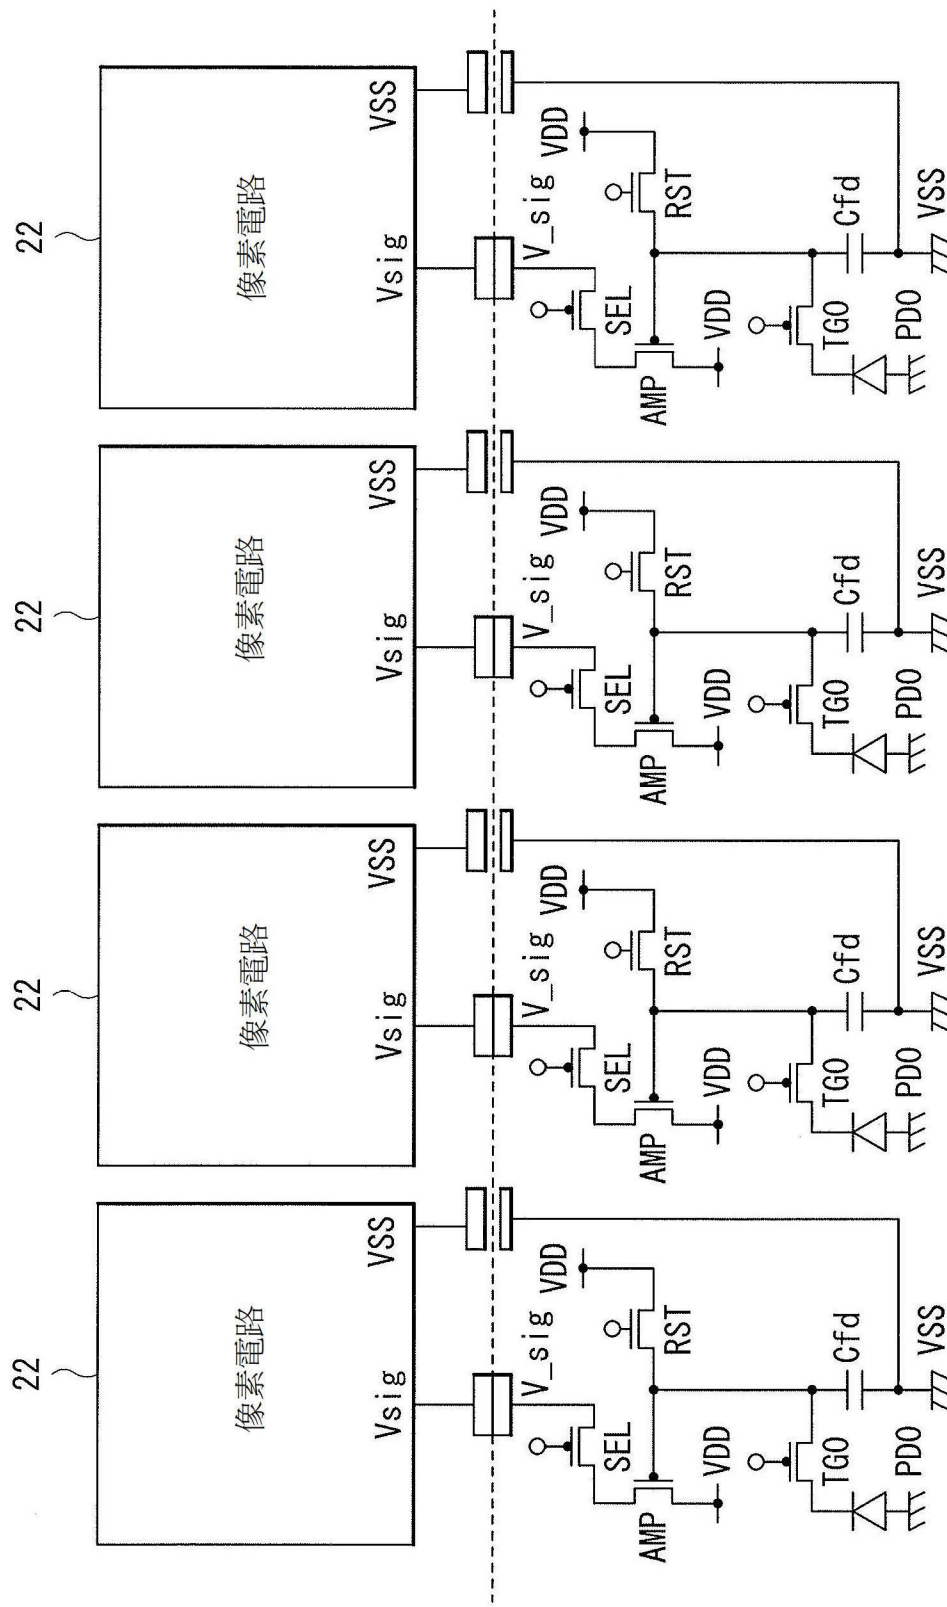 22 22 22 22
像素電路 像素電路 像素電路 像素電路
Vsig VSS Vsig VSS Vsig VSS Vsig VSS
V_sig VDD V_sig VDD V_sig VDD V_sig VDD
SEL RST SEL RST SEL RST SEL RST
AMP VDD AMP VDD AMP VDD AMP VDD
TG0 Cfd TG0 Cfd TG0 Cfd TG0 Cfd
PD0 VSS PD0 VSS PD0 VSS PD0 VSS